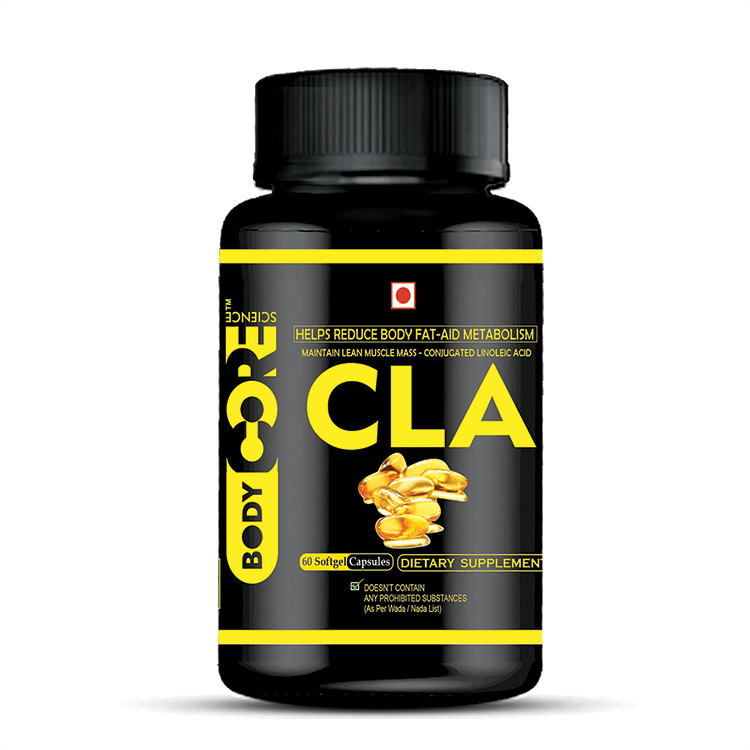 BODY CORE
SCIENCE™
HELPS REDUCE BODY FAT-AID METABOLISM
MAINTAIN LEAN MUSCLE MASS - CONJUGATED LINOLEIC ACID
CLA
60 Softgel Capsules
DIETARY SUPPLEMENT
DOESN'T CONTAIN
ANY PROHIBITED SUBSTANCES
(As Per Wada / Nada List)